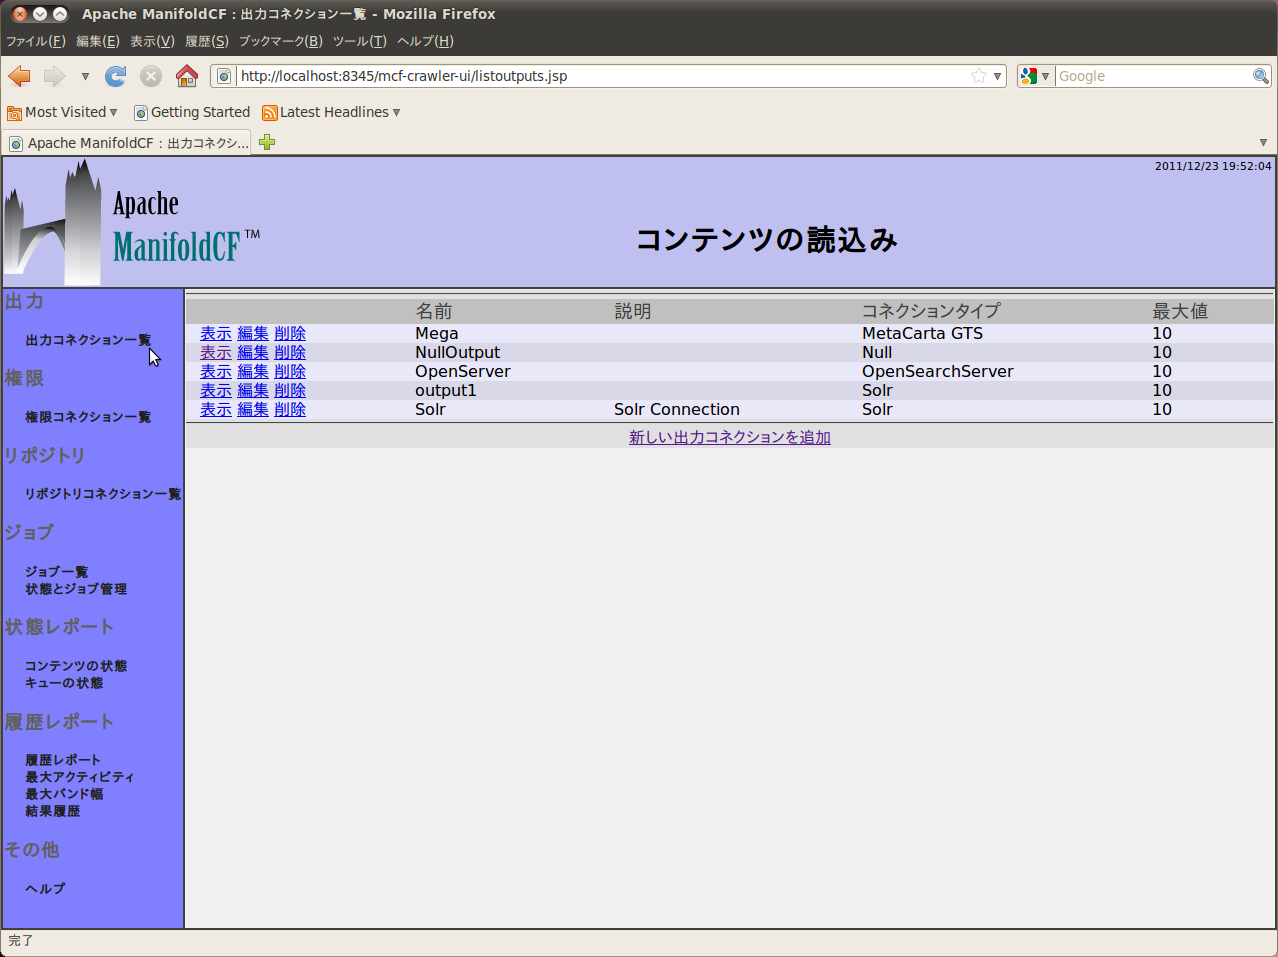 Apache ManifoldCF : 出力コネクション一覧 - Mozilla Firefox
ファイル(F) 編集(E) 表示(V) 履歴(S) ブックマーク(B) ツール(T) ヘルプ(H)
http://localhost:8345/mcf-crawler-ui/listoutputs.jsp Google
Most Visited Getting Started Latest Headlines
Apache ManifoldCF : 出力コネクシ...
2011/12/23 19:52:04
Apache
ManifoldCF™
コンテンツの読込み
出力
出力コネクション一覧
権限
権限コネクション一覧
リポジトリ
リポジトリコネクション一覧
ジョブ
ジョブ一覧
状態とジョブ管理
状態レポート
コンテンツの状態
キューの状態
履歴レポート
履歴レポート
最大アクティビティ
最大バンド幅
結果履歴
その他
ヘルプ
名前 説明 コネクションタイプ 最大値
表示 編集 削除 Mega MetaCarta GTS 10
表示 編集 削除 NullOutput Null 10
表示 編集 削除 OpenServer OpenSearchServer 10
表示 編集 削除 output1 Solr 10
表示 編集 削除 Solr Solr Connection Solr 10
新しい出力コネクションを追加
完了